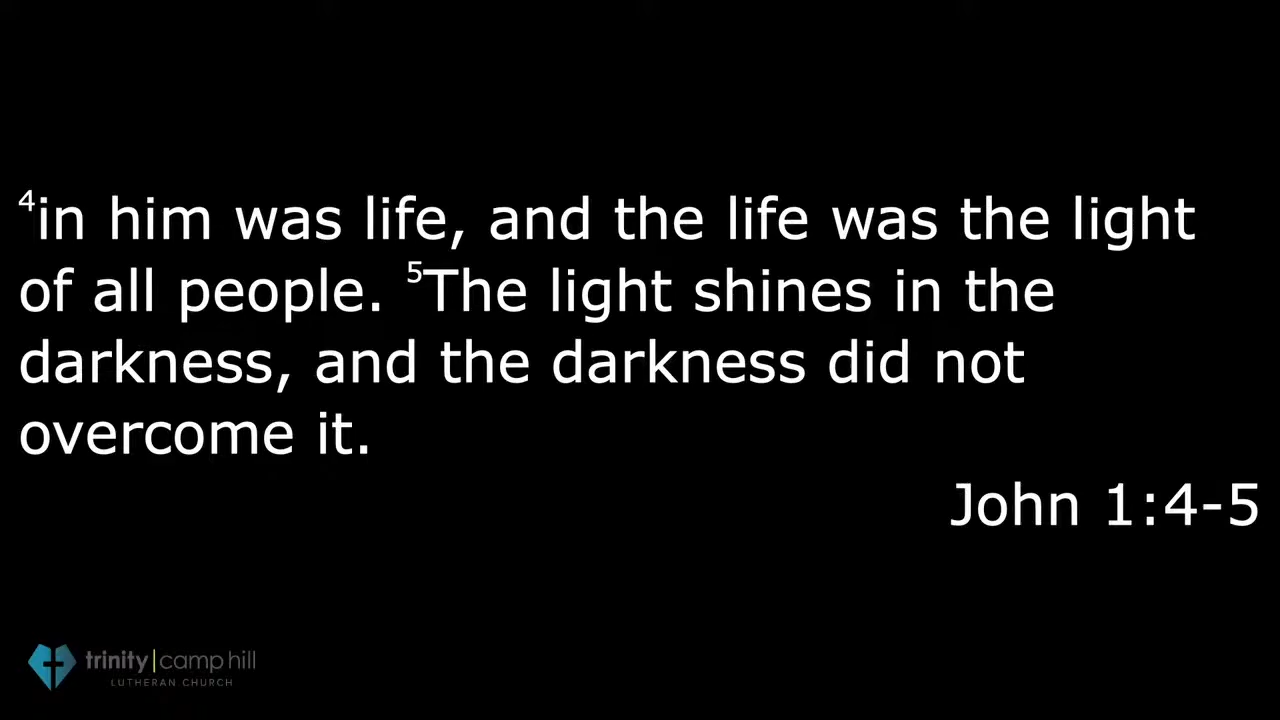 4in him was life, and the life was the light
of all people. 5The light shines in the
darkness, and the darkness did not
overcome it.
John 1:4-5
trinity|camp hill
LUTHERAN CHURCH